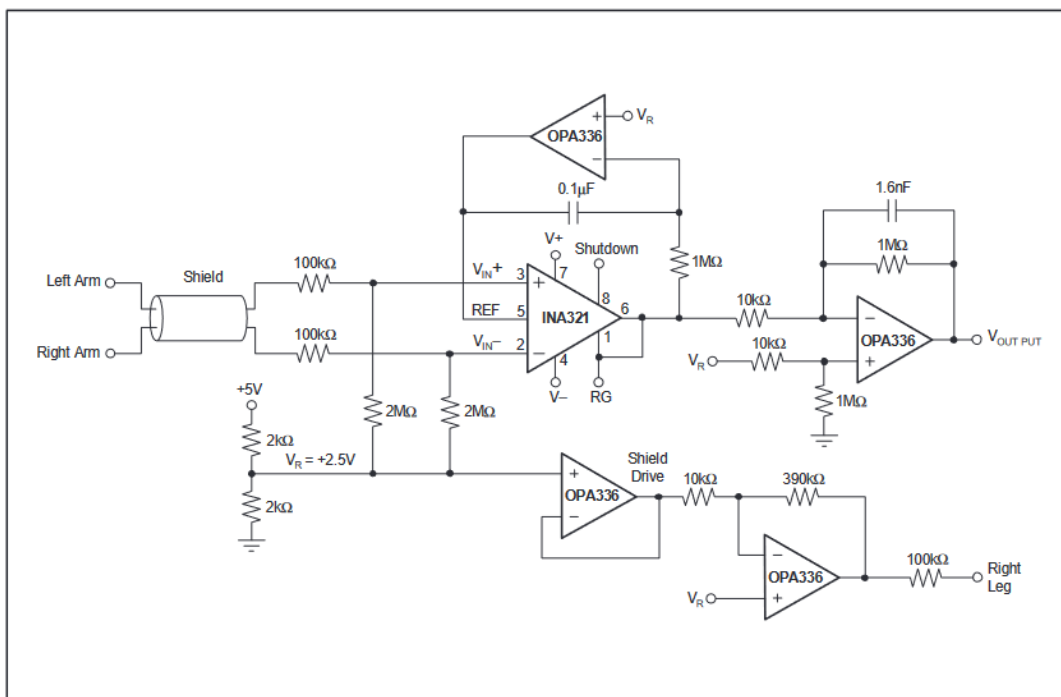 +
V_R
OPA336
−
0.1µF
1.6nF
V+
Shutdown
1MΩ
1MΩ
Left Arm
Shield
100kΩ
V_IN+
3
+
7
8
REF
5
INA321
6
10kΩ
−
Right Arm
100kΩ
V_IN−
2
−
4
1
OPA336
V_OUT PUT
V_R
10kΩ
+
+5V
V−
RG
1MΩ
2kΩ
2MΩ
2MΩ
V_R = +2.5V
+
OPA336
−
Shield
Drive
10kΩ
390kΩ
2kΩ
−
OPA336
V_R
+
100kΩ
Right
Leg